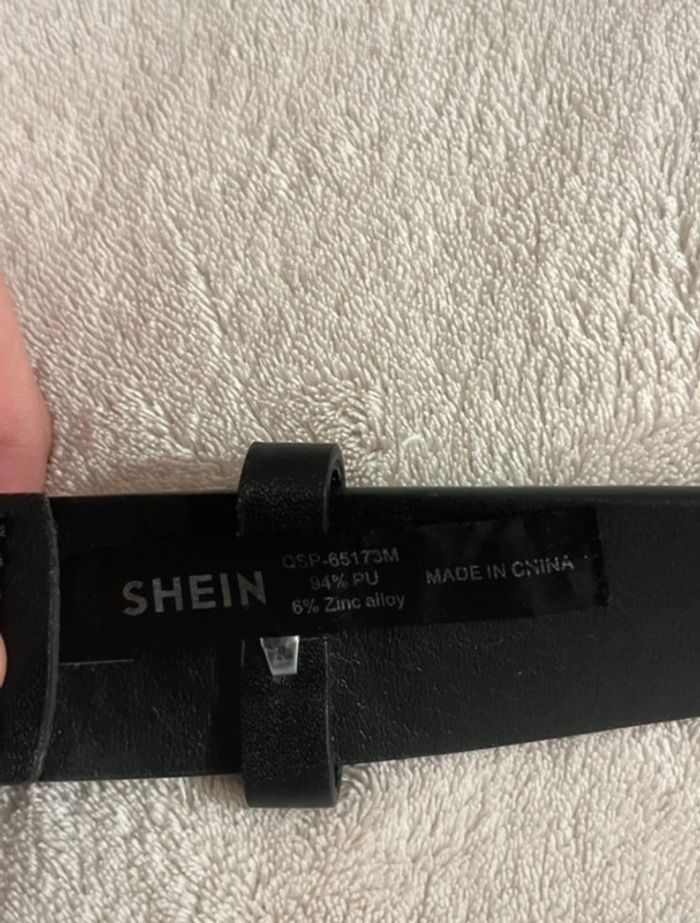 SHEIN
QSP-65173M
94% PU
6% Zinc alloy
MADE IN CHINA